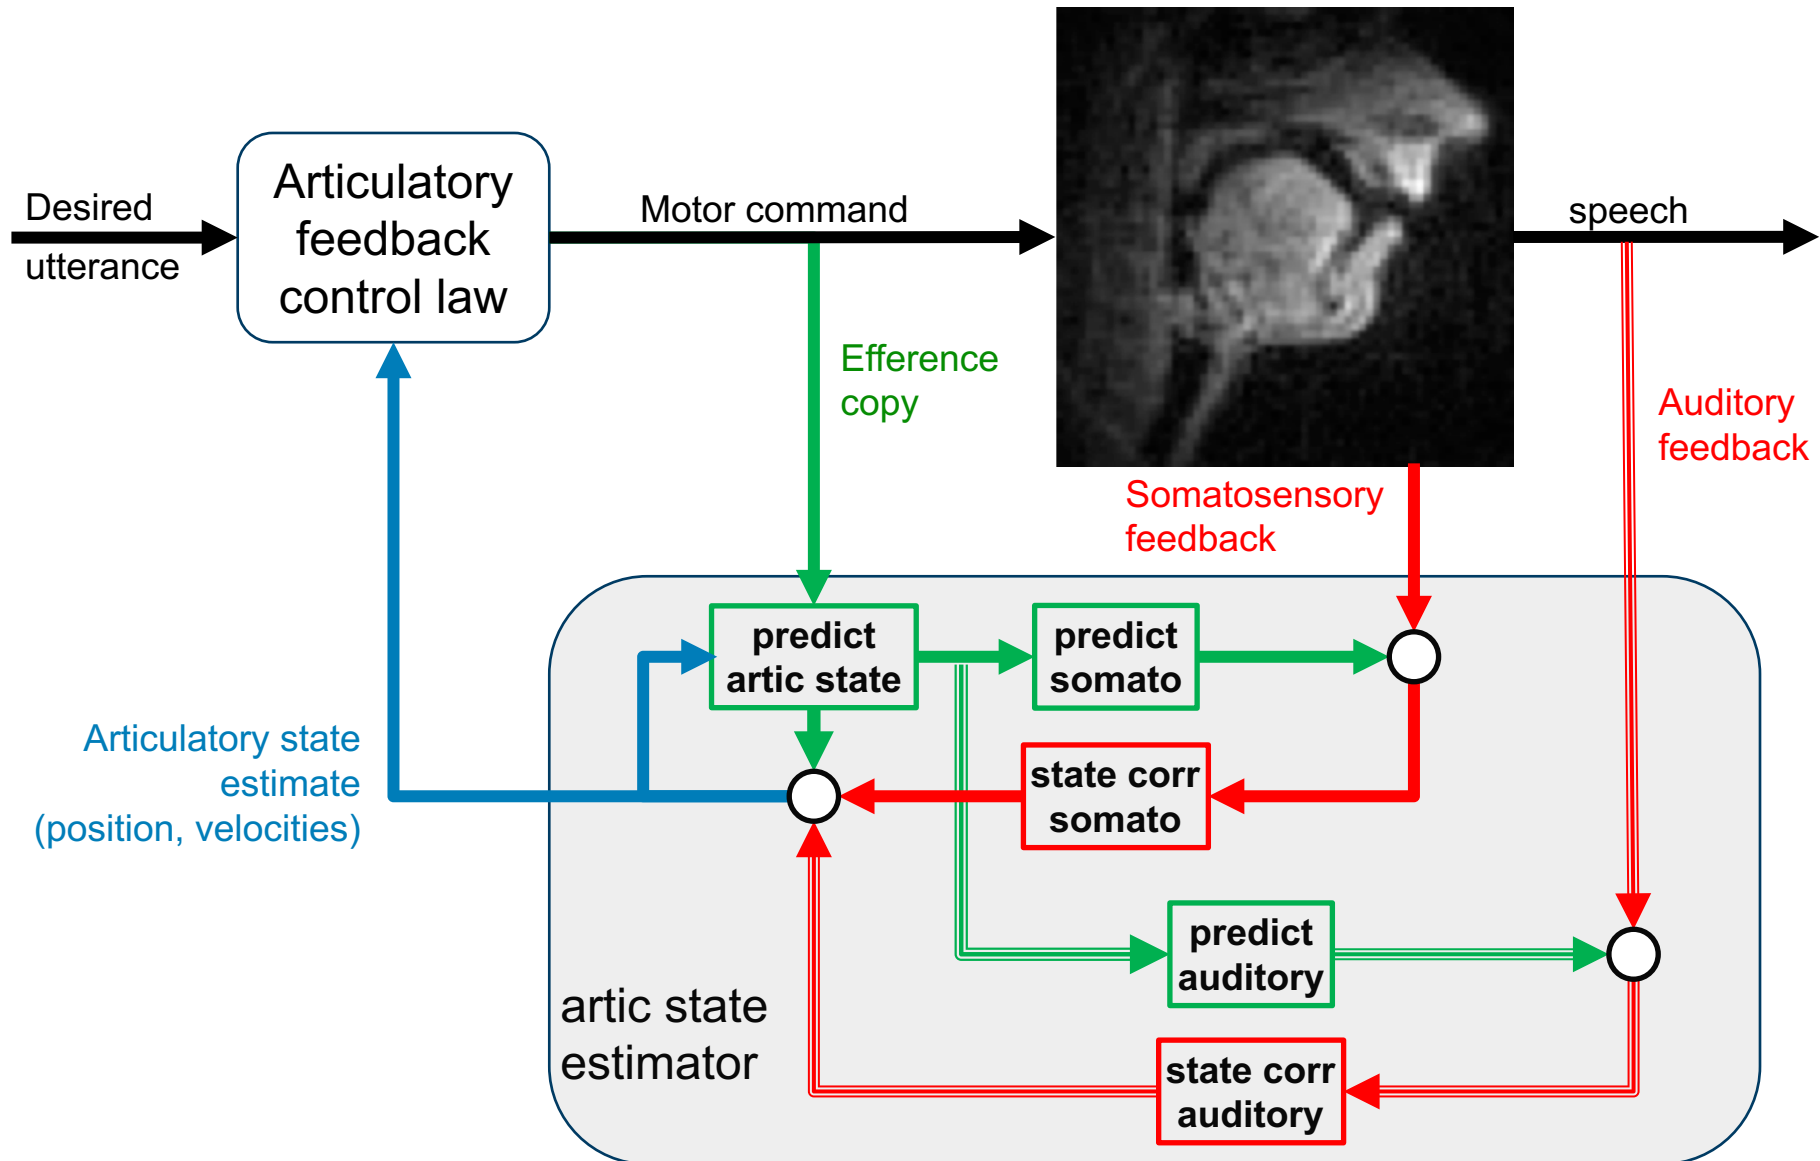 Desired
utterance
Articulatory
feedback
control law
Motor command
speech
Efference
copy
Auditory
feedback
Somatosensory
feedback
predict
artic state
predict
somato
Articulatory state
estimate
(position, velocities)
state corr
somato
predict
auditory
artic state
estimator
state corr
auditory